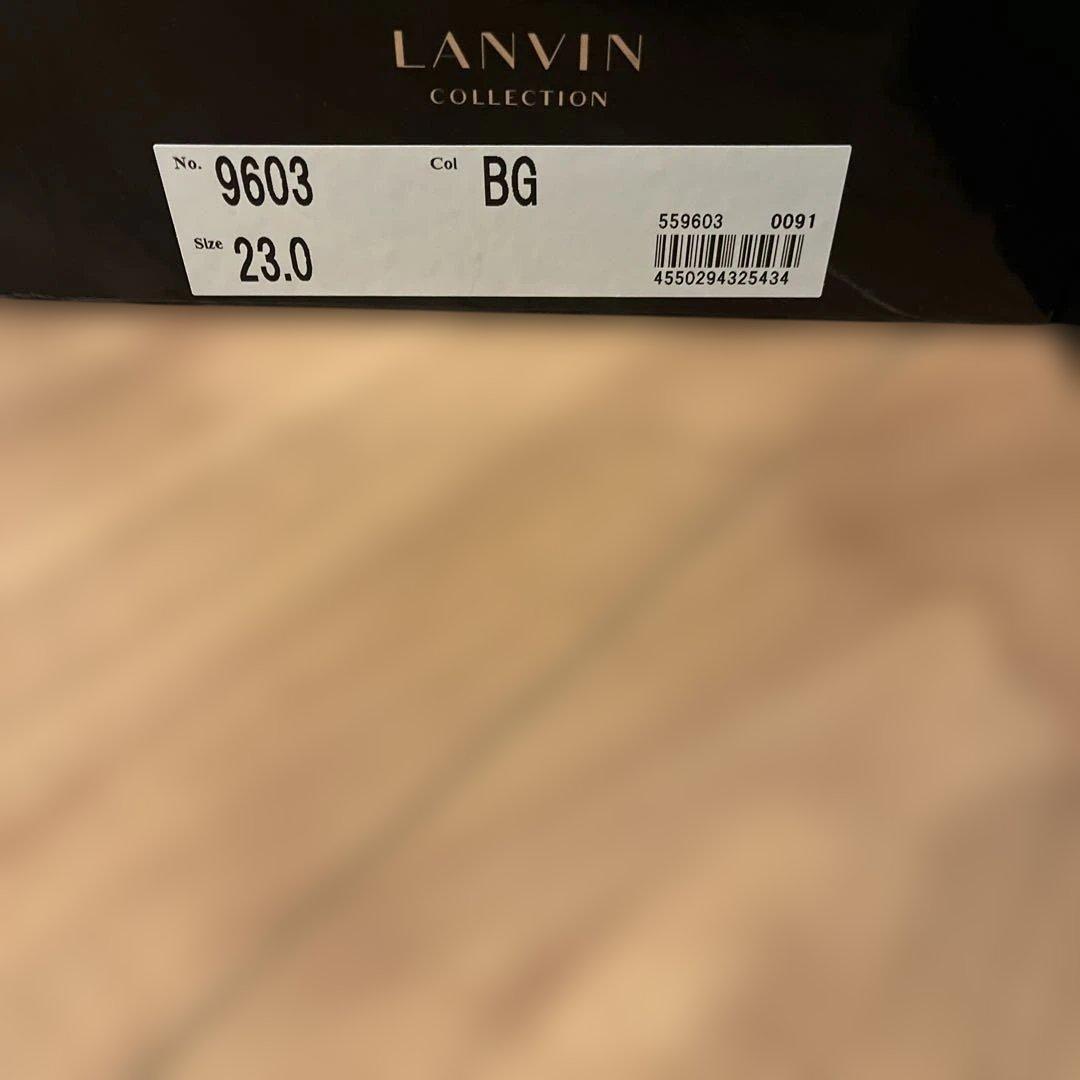 LANVIN
COLLECTION
No. 9603 Col BG
559603 0091
Size 23.0
4550294325434